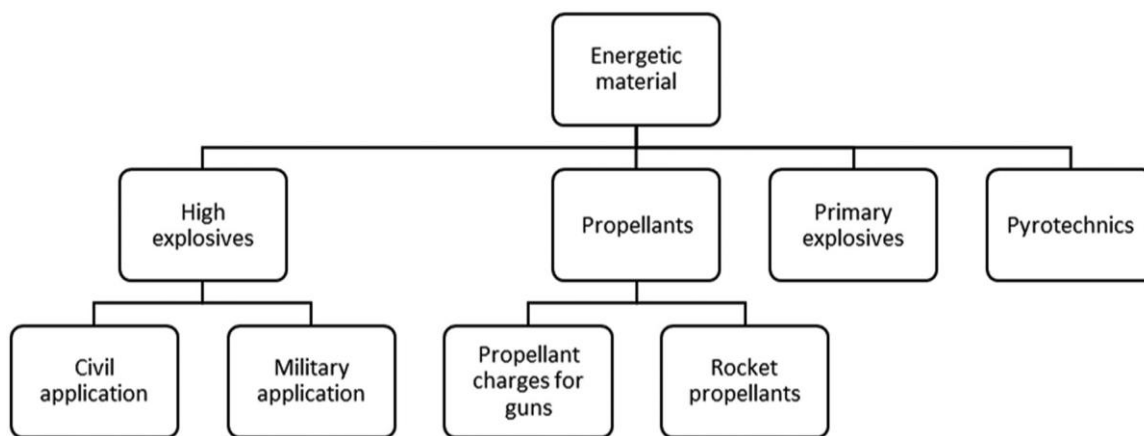 Energetic
material
High
explosives
Propellants
Primary
explosives
Pyrotechnics
Civil
application
Military
application
Propellant
charges for
guns
Rocket
propellants